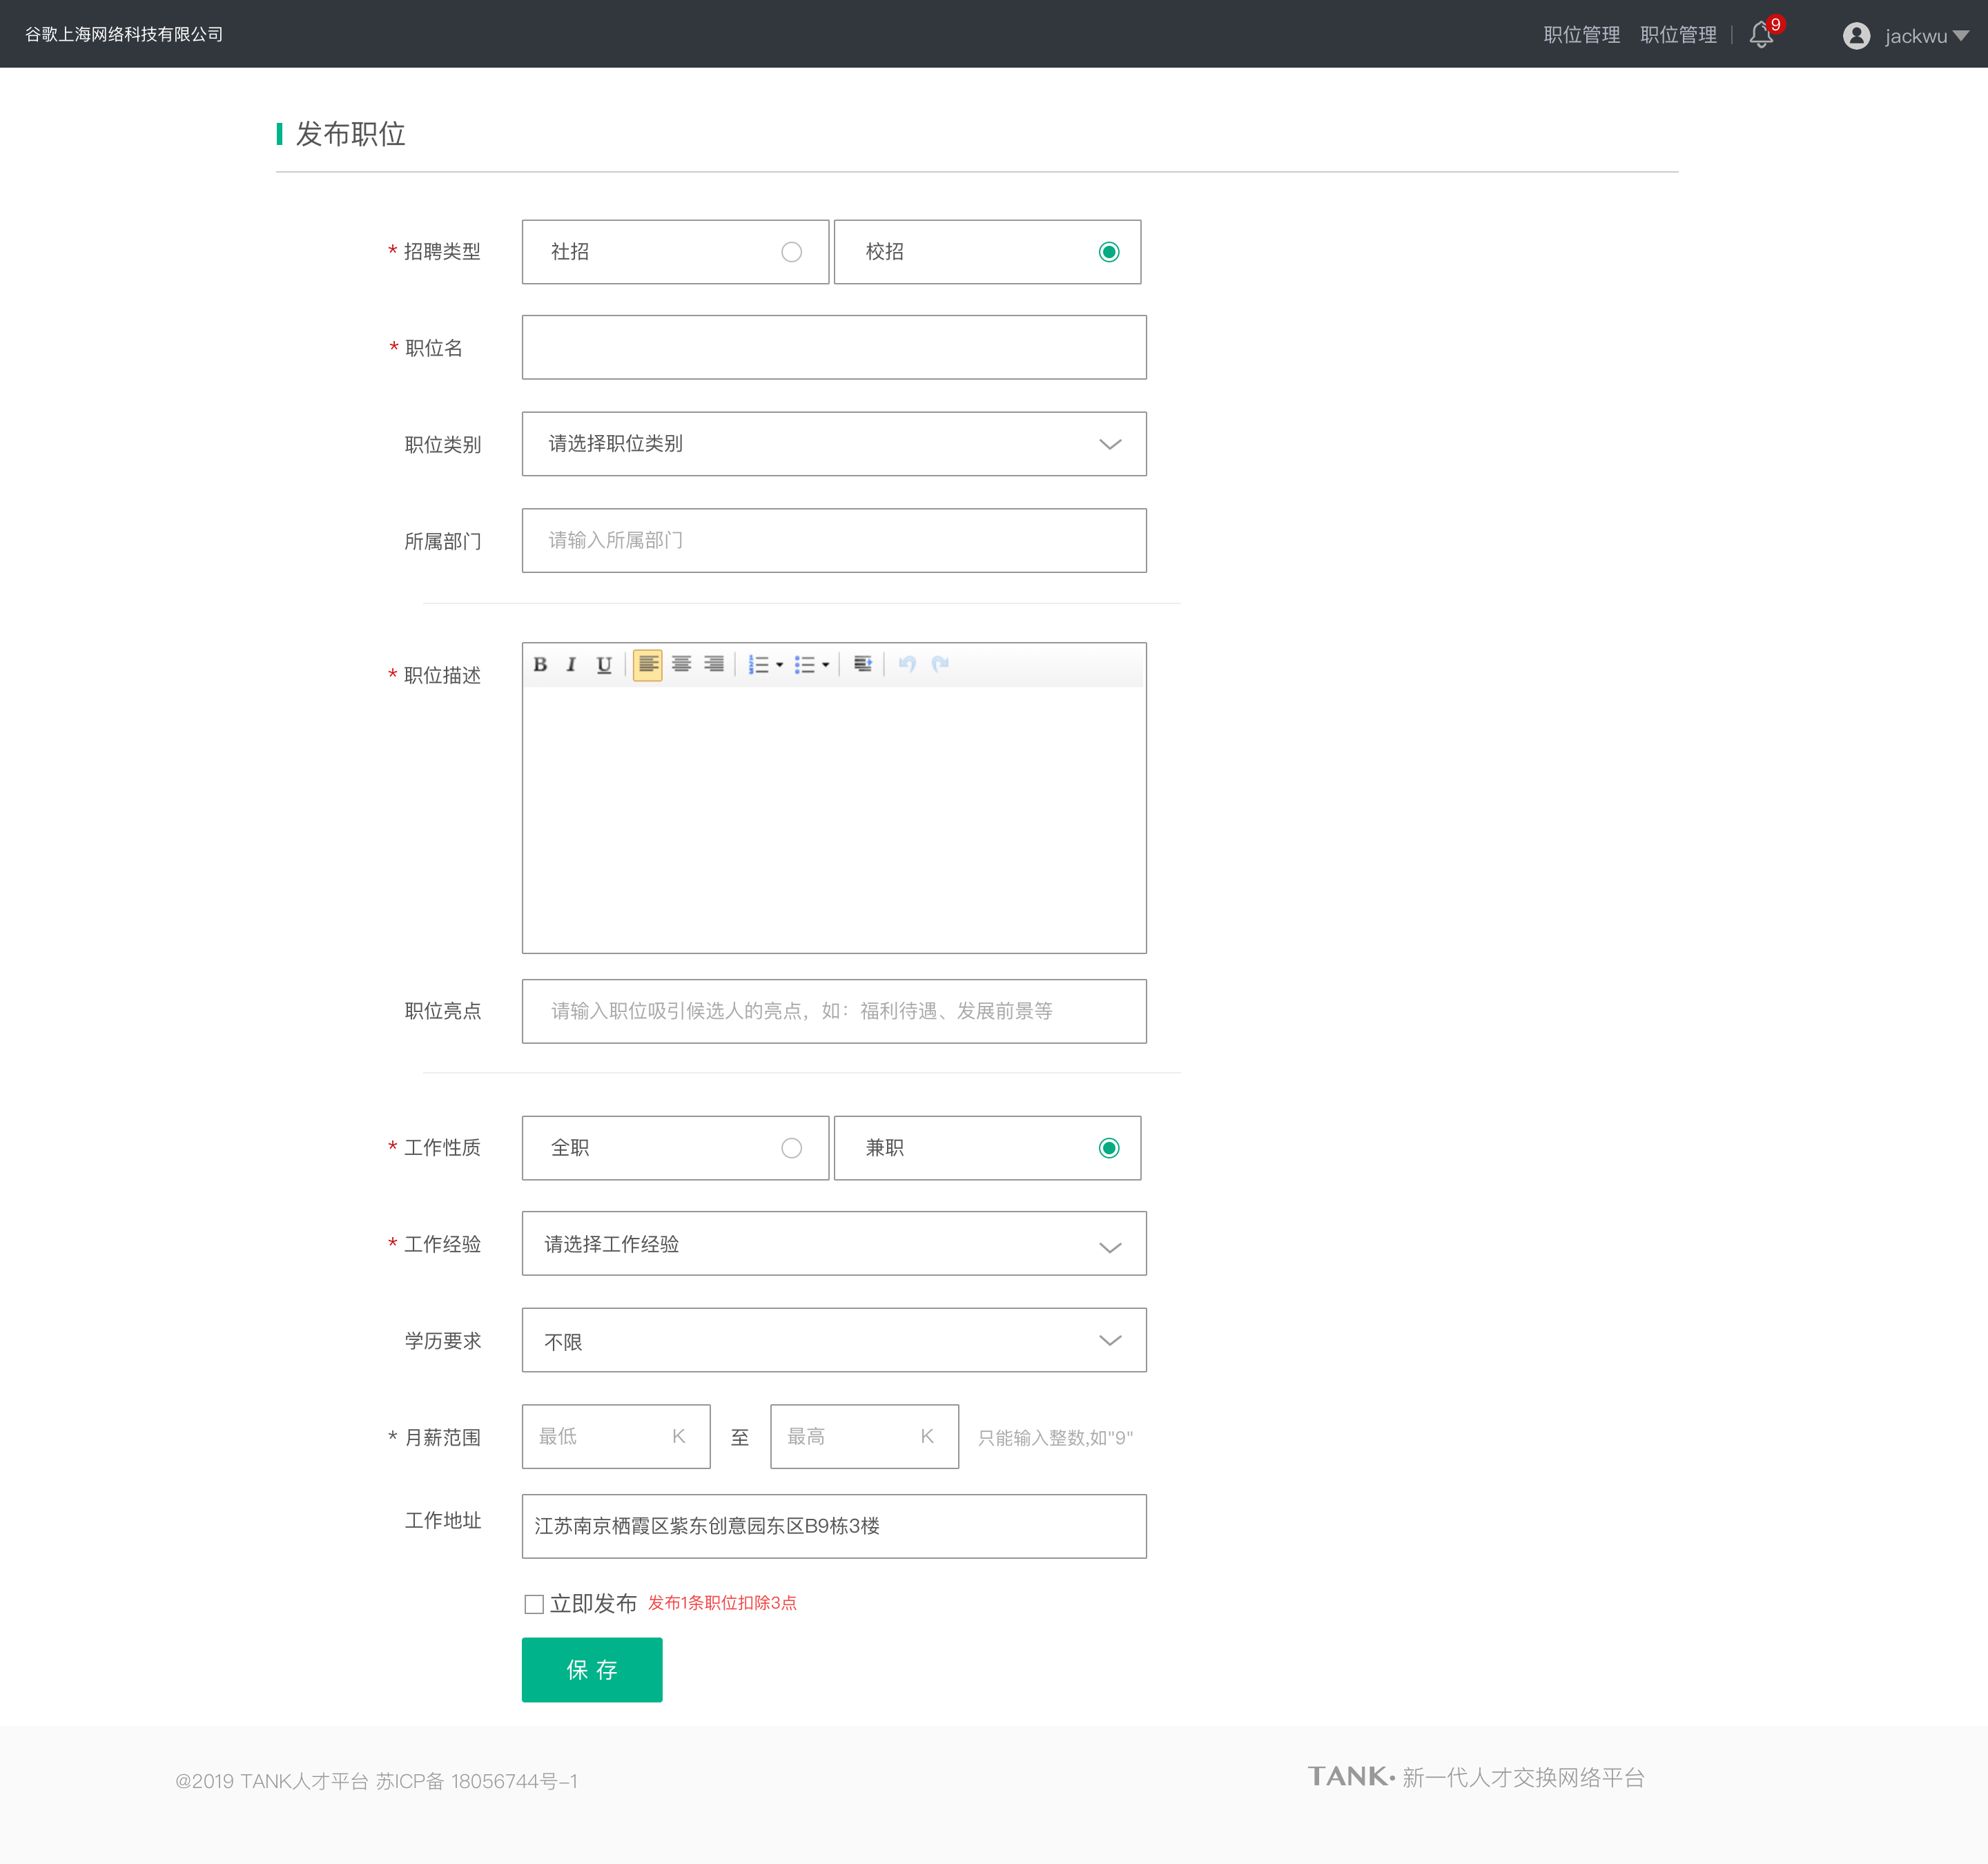 谷歌上海网络科技有限公司
职位管理 职位管理 9 jackwu
发布职位
* 招聘类型 社招 校招
* 职位名
职位类别 请选择职位类别
所属部门 请输入所属部门
* 职位描述 B I U
职位亮点 请输入职位吸引候选人的亮点，如：福利待遇、发展前景等
* 工作性质 全职 兼职
* 工作经验 请选择工作经验
学历要求 不限
* 月薪范围 最低 K 至 最高 K 只能输入整数,如"9"
工作地址 江苏南京栖霞区紫东创意园东区B9栋3楼
立即发布 发布1条职位扣除3点
保 存
@2019 TANK人才平台 苏ICP备 18056744号-1
TANK• 新一代人才交换网络平台